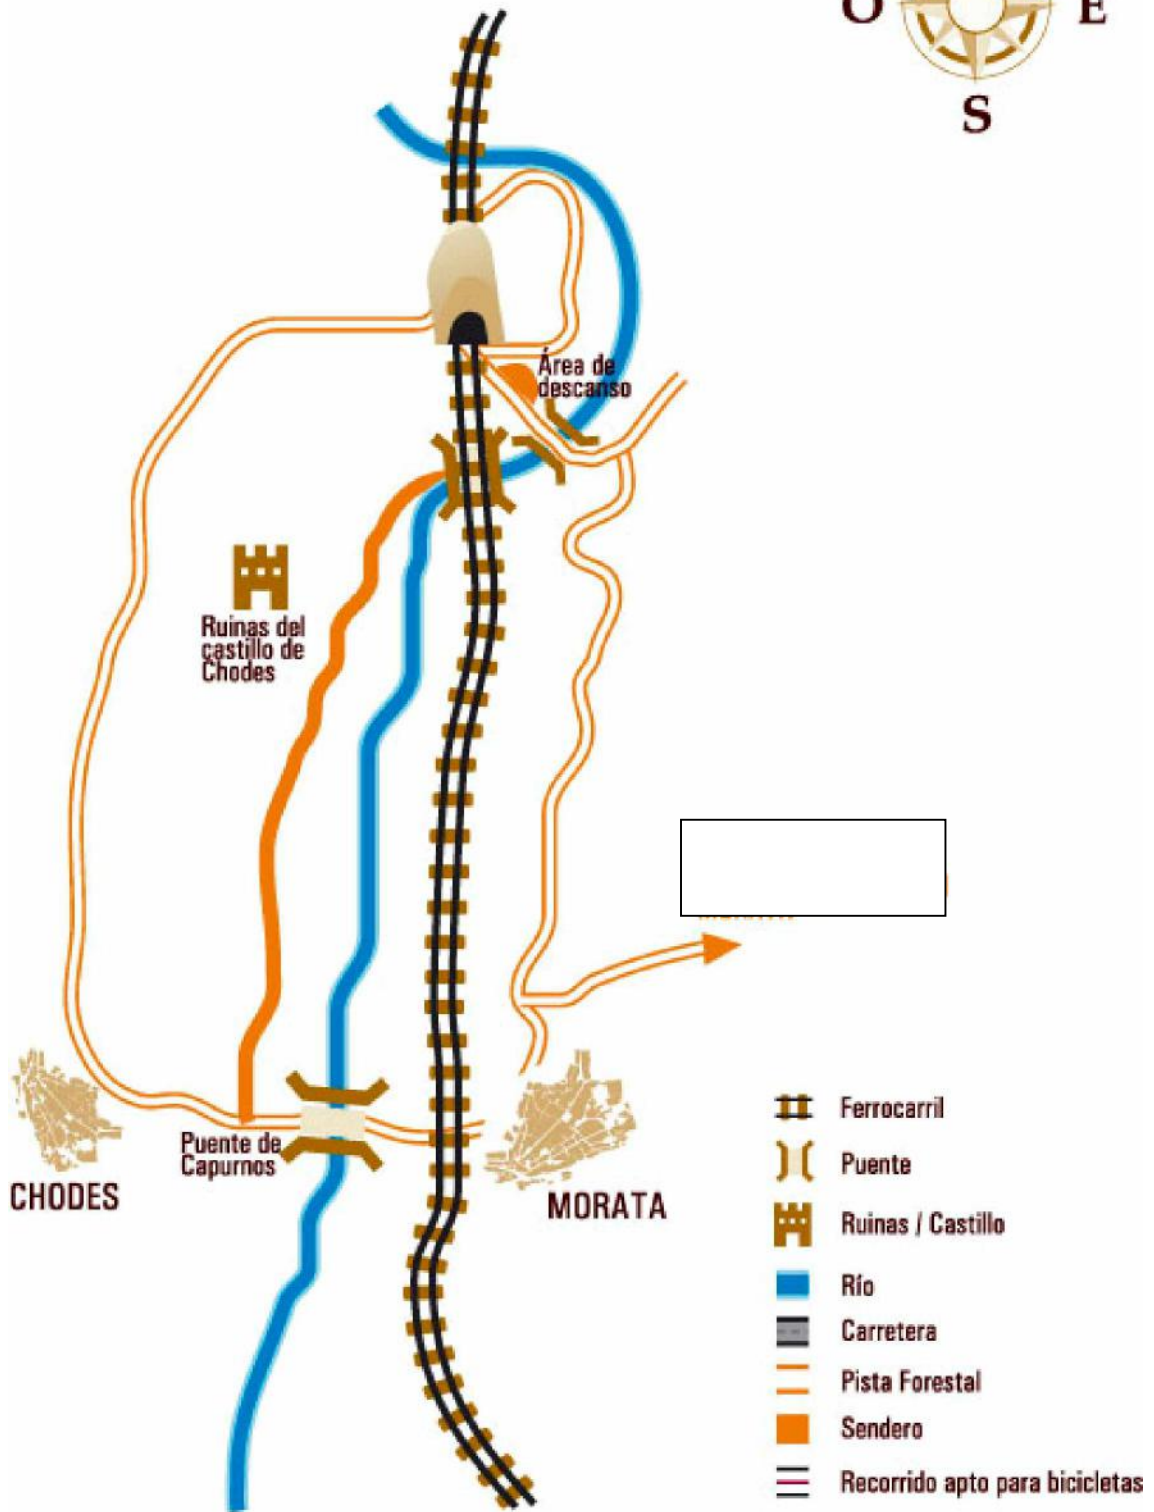 O E
S
Área de
descanso
Ruinas del
castillo de
Chodes
Puente de
Capurnos
CHODES
MORATA
Ferrocarril
Puente
Ruinas / Castillo
Río
Carretera
Pista Forestal
Sendero
Recorrido apto para bicicletas